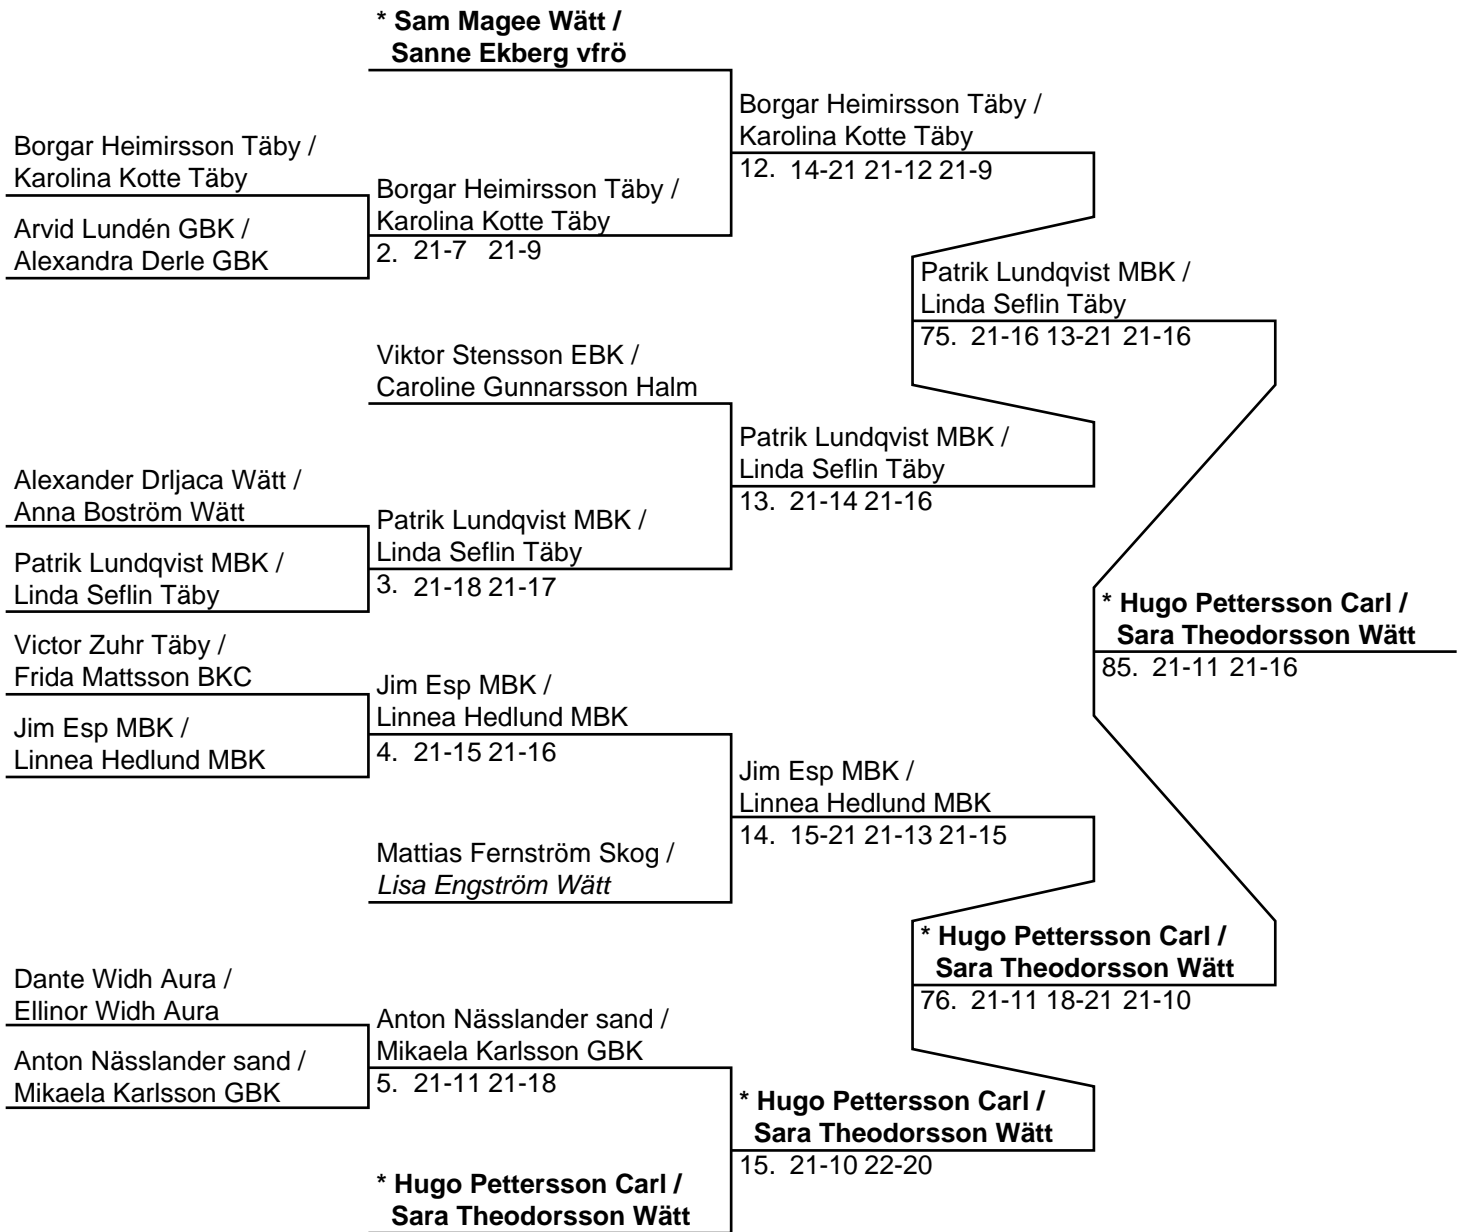 * Sam Magee Wätt /
Sanne Ekberg vfrö
Borgar Heimirsson Täby /
Karolina Kotte Täby
12. 14-21 21-12 21-9
Borgar Heimirsson Täby /
Karolina Kotte Täby
Borgar Heimirsson Täby /
Karolina Kotte Täby
2. 21-7 21-9
Arvid Lundén GBK /
Alexandra Derle GBK
Patrik Lundqvist MBK /
Linda Seflin Täby
75. 21-16 13-21 21-16
Viktor Stensson EBK /
Caroline Gunnarsson Halm
Patrik Lundqvist MBK /
Linda Seflin Täby
13. 21-14 21-16
Alexander Drljaca Wätt /
Anna Boström Wätt
Patrik Lundqvist MBK /
Linda Seflin Täby
3. 21-18 21-17
Patrik Lundqvist MBK /
Linda Seflin Täby
* Hugo Pettersson Carl /
Sara Theodorsson Wätt
85. 21-11 21-16
Victor Zuhr Täby /
Frida Mattsson BKC
Jim Esp MBK /
Linnea Hedlund MBK
4. 21-15 21-16
Jim Esp MBK /
Linnea Hedlund MBK
Jim Esp MBK /
Linnea Hedlund MBK
14. 15-21 21-13 21-15
Mattias Fernström Skog /
Lisa Engström Wätt
* Hugo Pettersson Carl /
Sara Theodorsson Wätt
76. 21-11 18-21 21-10
Dante Widh Aura /
Ellinor Widh Aura
Anton Nässlander sand /
Mikaela Karlsson GBK
5. 21-11 21-18
Anton Nässlander sand /
Mikaela Karlsson GBK
* Hugo Pettersson Carl /
Sara Theodorsson Wätt
15. 21-10 22-20
* Hugo Pettersson Carl /
Sara Theodorsson Wätt